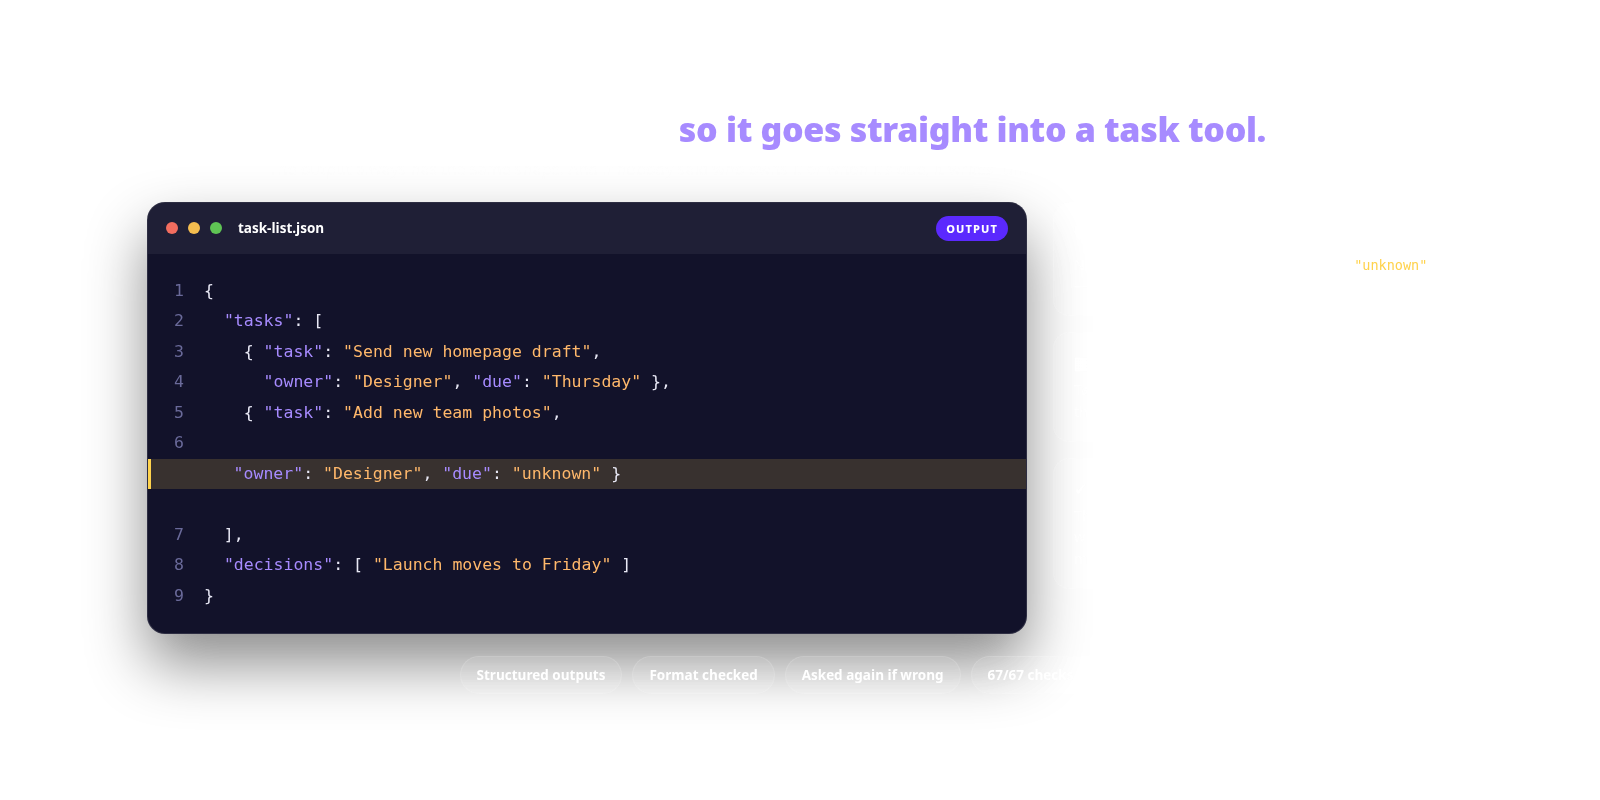 so it goes straight into a task tool.
task-list.json
OUTPUT
1 {
2 "tasks": [
3 { "task": "Send new homepage draft",
4 "owner": "Designer", "due": "Thursday" },
5 { "task": "Add new team photos",
6
"owner": "Designer", "due": "unknown" }
7 ],
8 "decisions": [ "Launch moves to Friday" ]
9 }
"unknown"
Structured outputs
Format checked
Asked again if wrong
67/67